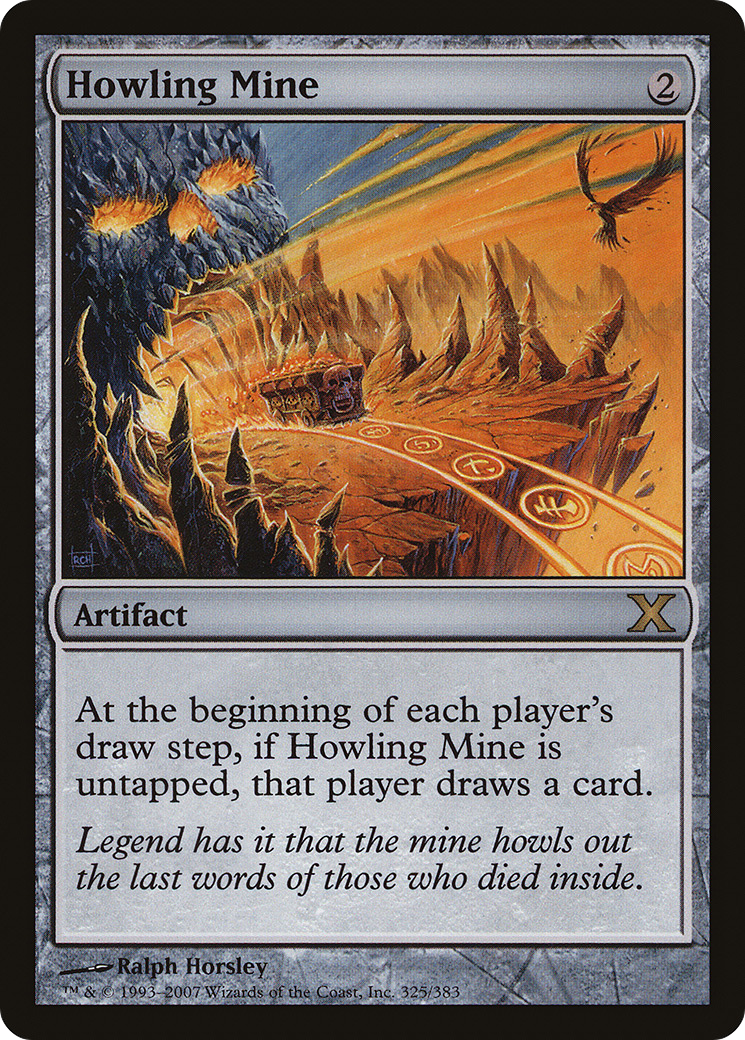 Howling Mine 2
RCH
Artifact X
At the beginning of each player's
draw step, if Howling Mine is
untapped, that player draws a card.
Legend has it that the mine howls out
the last words of those who died inside.
Ralph Horsley
™ & © 1993–2007 Wizards of the Coast, Inc. 325/383